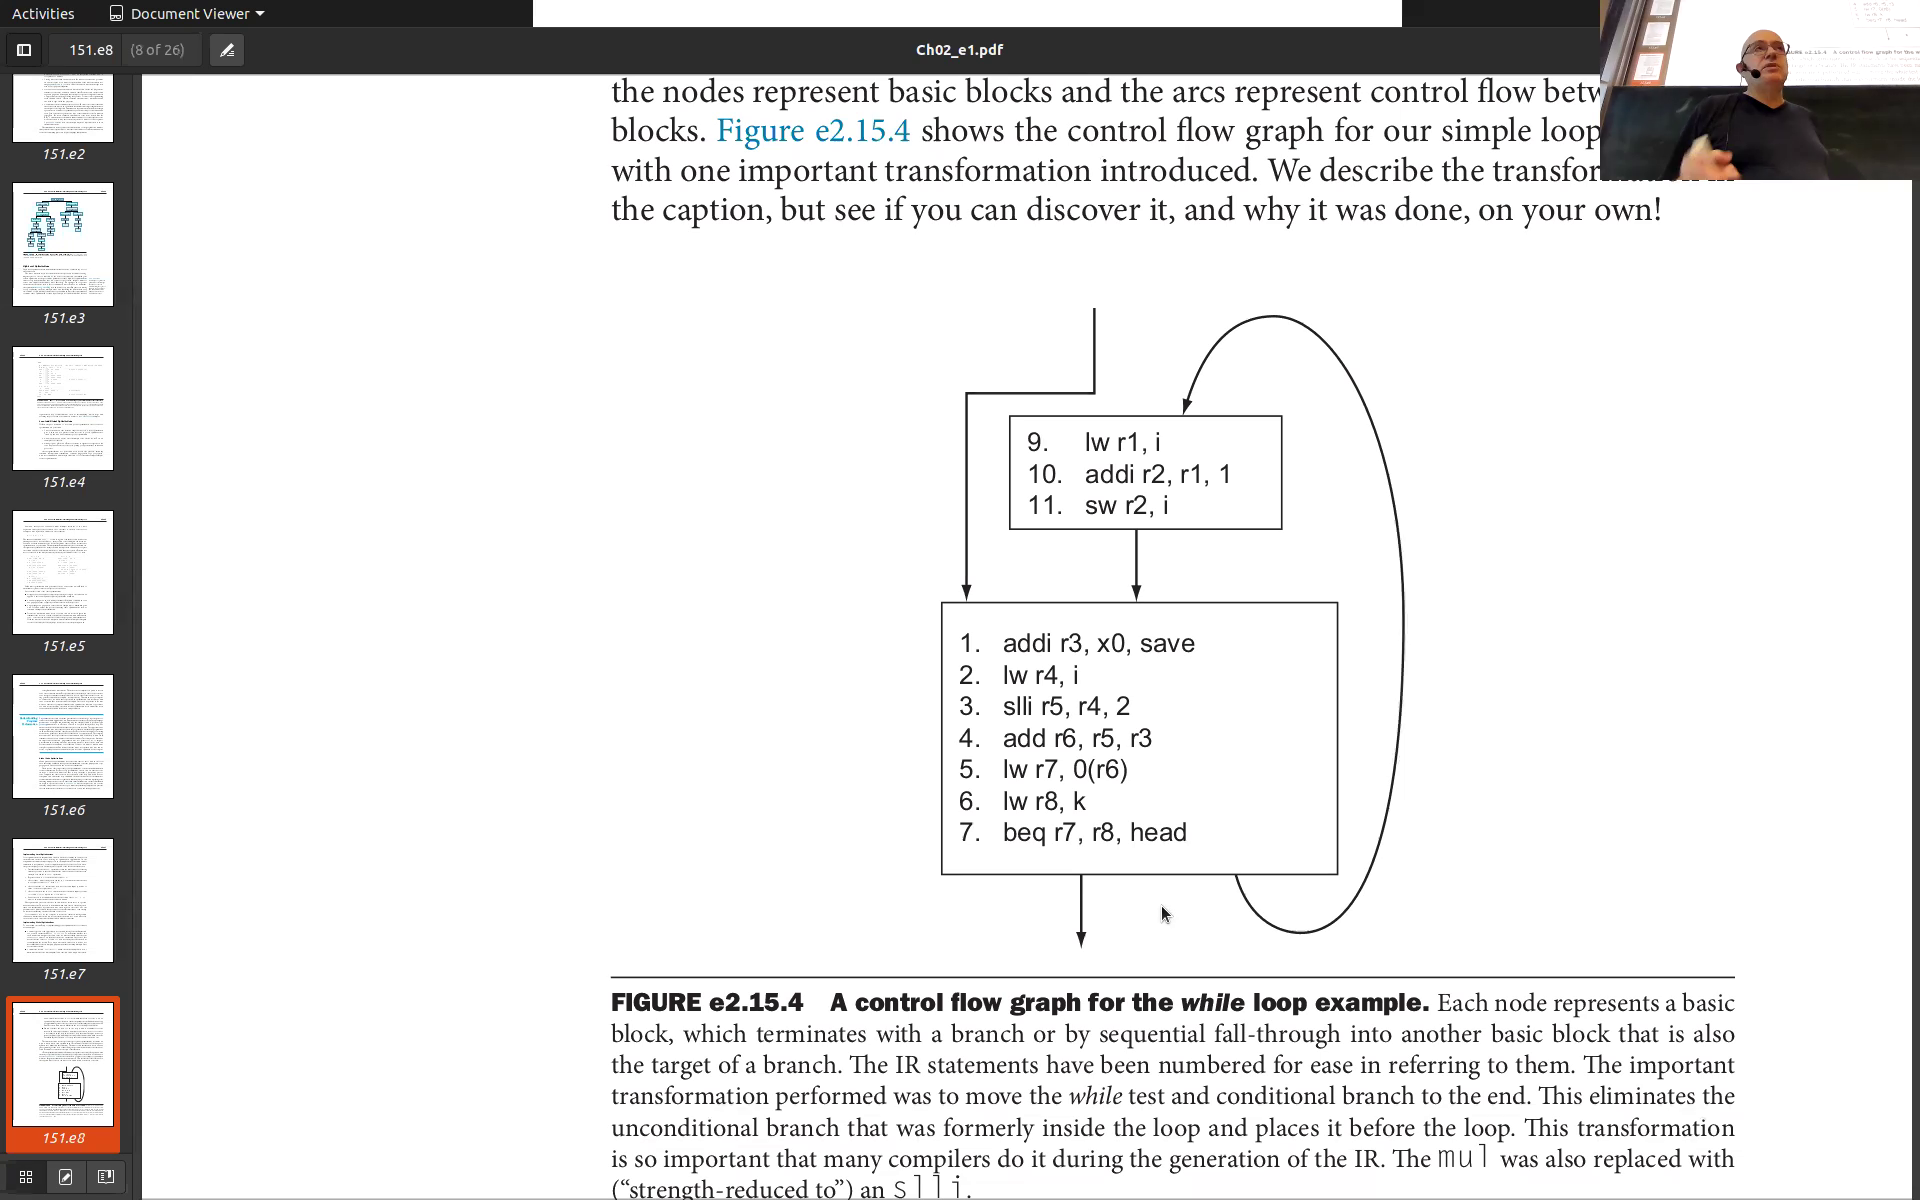 Activities
Document Viewer
151.e8
(8 of 26)
Ch02_e1.pdf
151.e2
151.e3
151.e4
151.e5
151.e6
151.e7
151.e8
the nodes represent basic blocks and the arcs represent control flow
blocks. Figure e2.15.4 shows the control flow graph for our simple loop
with one important transformation introduced. We describe the
the caption, but see if you can discover it, and why it was done, on your own!
9. lw r1, i
10. addi r2, r1, 1
11. sw r2, i
1. addi r3, x0, save
2. lw r4, i
3. slli r5, r4, 2
4. add r6, r5, r3
5. lw r7, 0(r6)
6. lw r8, k
7. beq r7, r8, head
FIGURE e2.15.4 A control flow graph for the while loop example. Each node represents a basic
block, which terminates with a branch or by sequential fall-through into another basic block that is also
the target of a branch. The IR statements have been numbered for ease in referring to them. The important
transformation performed was to move the while test and conditional branch to the end. This eliminates the
unconditional branch that was formerly inside the loop and places it before the loop. This transformation
is so important that many compilers do it during the generation of the IR. The mul was also replaced with
(“strength-reduced to”) an slli.